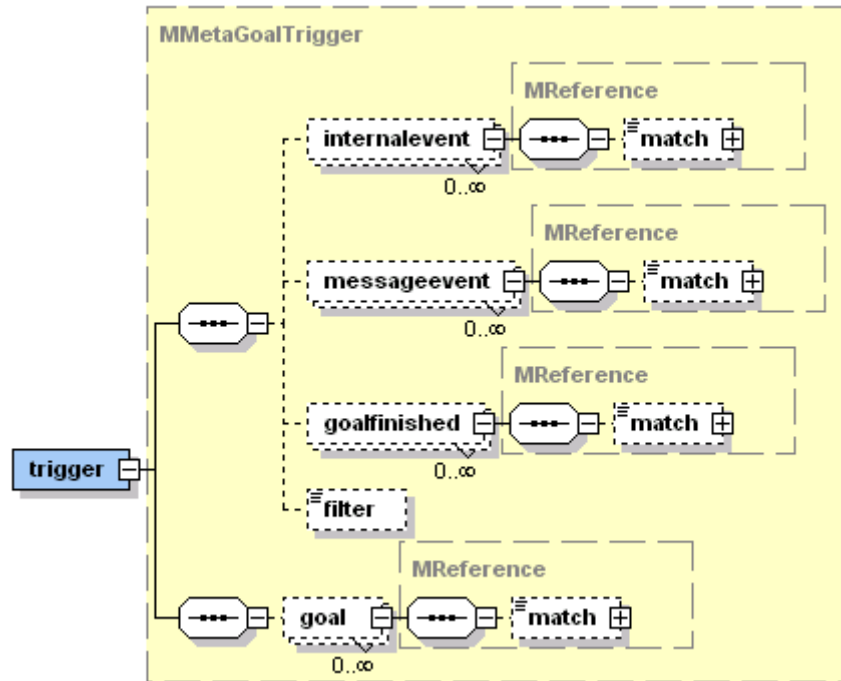 MMetaGoalTrigger
MReference
internalevent
match
0..∞
MReference
messageevent
match
0..∞
MReference
goalfinished
match
0..∞
trigger
filter
MReference
goal
match
0..∞